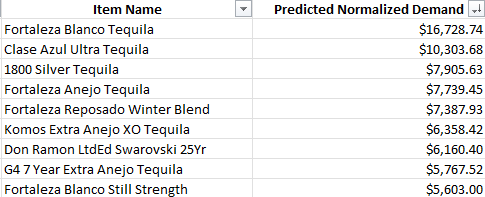 Item Name Predicted Normalized Demand
Fortaleza Blanco Tequila $16,728.74
Clase Azul Ultra Tequila $10,303.68
1800 Silver Tequila $7,905.63
Fortaleza Anejo Tequila $7,739.45
Fortaleza Reposado Winter Blend $7,387.93
Komos Extra Anejo XO Tequila $6,358.42
Don Ramon LtdEd Swarovski 25Yr $6,160.40
G4 7 Year Extra Anejo Tequila $5,767.52
Fortaleza Blanco Still Strength $5,603.00